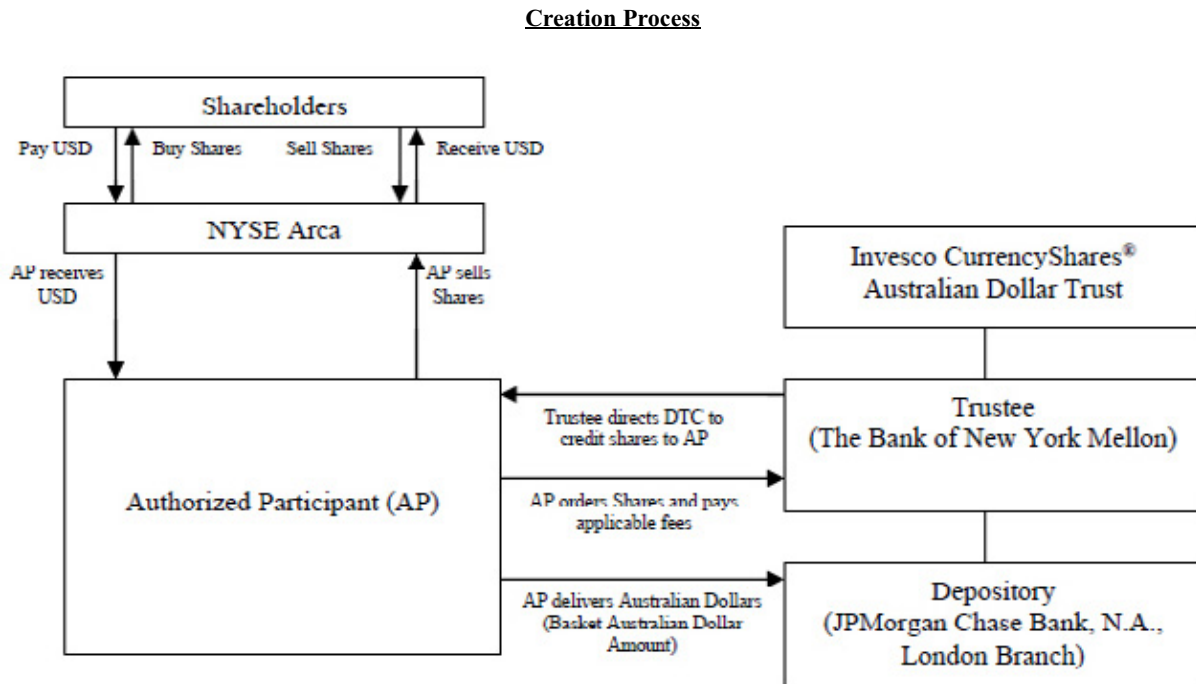 Creation Process
Shareholders
Pay USD
Buy Shares
Sell Shares
Receive USD
NYSE Arca
AP receives
USD
AP sells
Shares
Invesco CurrencyShares®
Australian Dollar Trust
Trustee directs DTC to
credit shares to AP
Trustee
(The Bank of New York Mellon)
Authorized Participant (AP)
AP orders Shares and pays
applicable fees
AP delivers Australian Dollars
(Basket Australian Dollar
Amount)
Depository
(JPMorgan Chase Bank, N.A.,
London Branch)